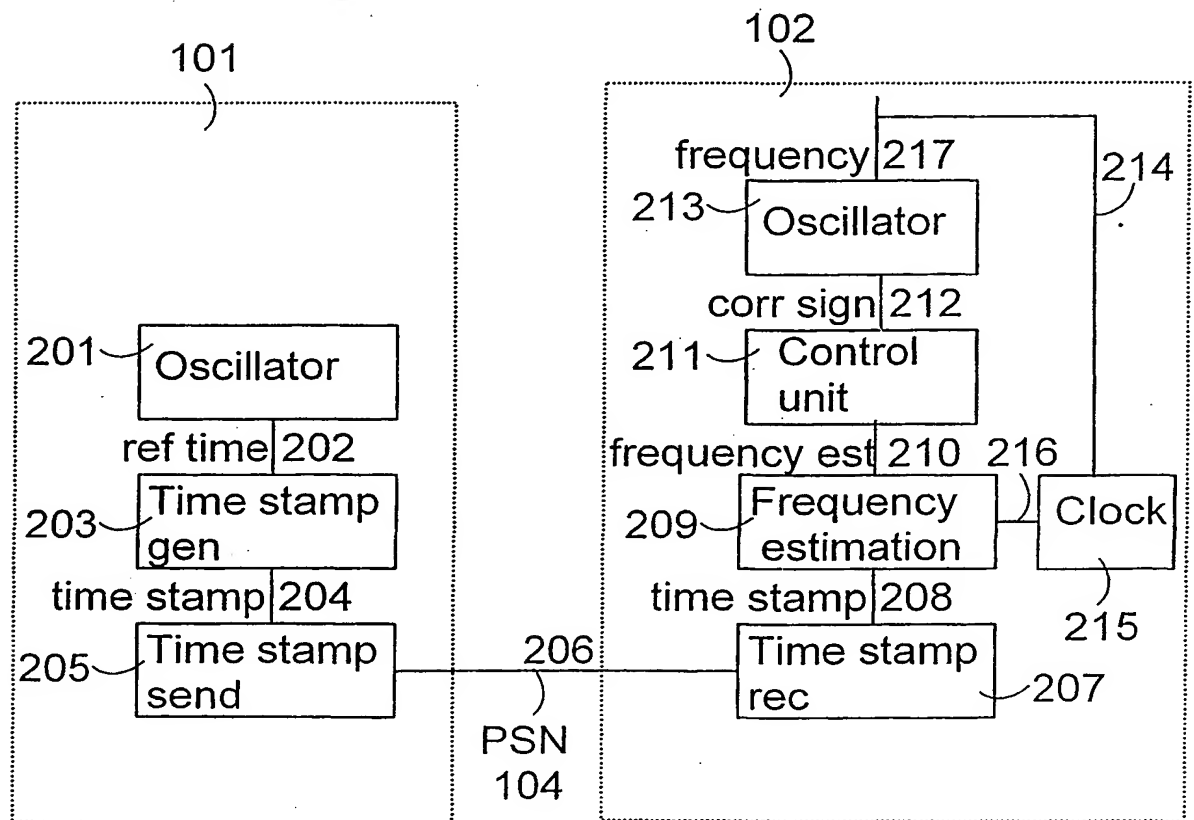 101
102
frequency 217
214
213
Oscillator
corr sign 212
201
Oscillator
211
Control
unit
ref time 202
frequency est 210
216
203
Time stamp
gen
209
Frequency
estimation
Clock
time stamp 204
time stamp 208
215
205
Time stamp
send
206
Time stamp
rec
207
PSN
104